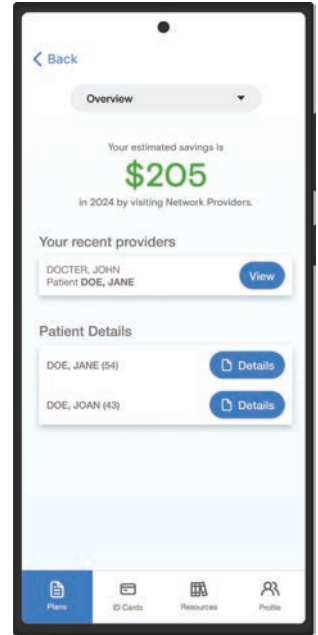 Back
Overview
Your estimated savings is
$205
in 2024 by visiting Network Providers.
Your recent providers
DOCTER, JOHN
Patient DOE, JANE
View
Patient Details
DOE, JANE (54)
Details
DOE, JOAN (43)
Details
Plans
ID Cards
Resources
Profile